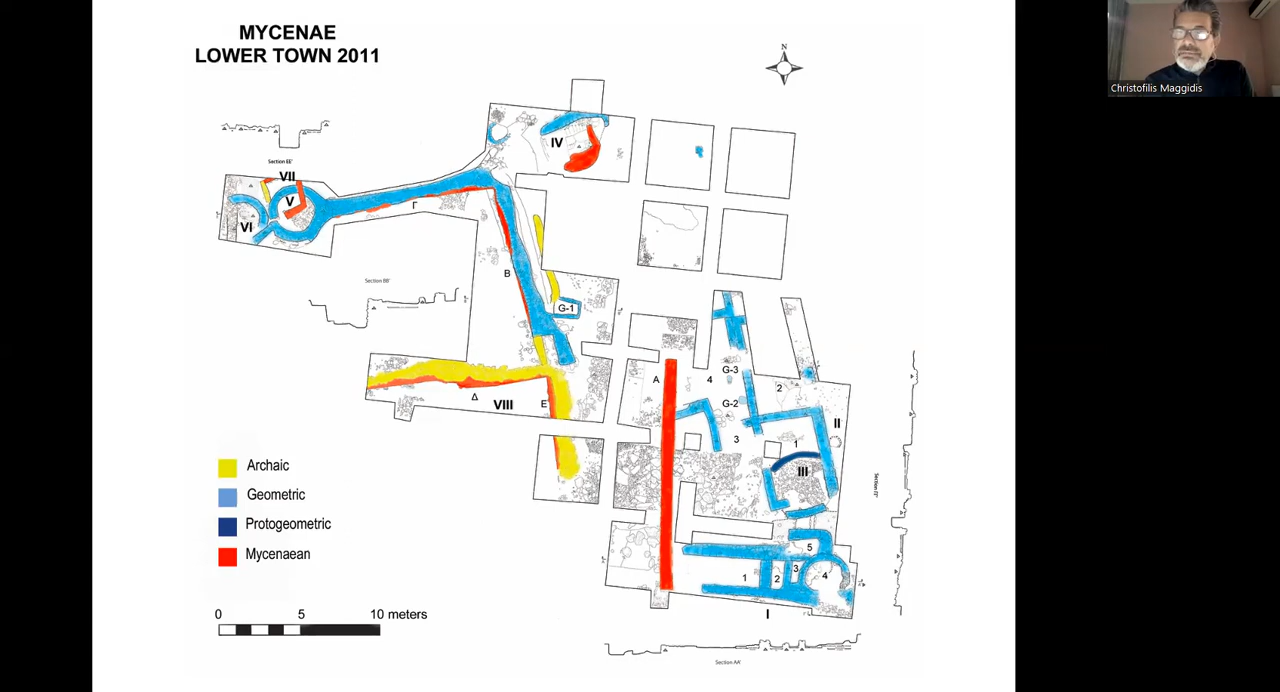 MYCENAE
LOWER TOWN 2011
N
Christofilis Maggidis
Section EE'
VII
V
VI
Γ
IV
B
Section BB'
G-1
A
4
G-3
2
G-2
Δ
VIII
E
3
1
II
III
Archaic
Geometric
Protogeometric
Mycenaean
5
1
2
3
4
I
0 5 10 meters
Section AA'